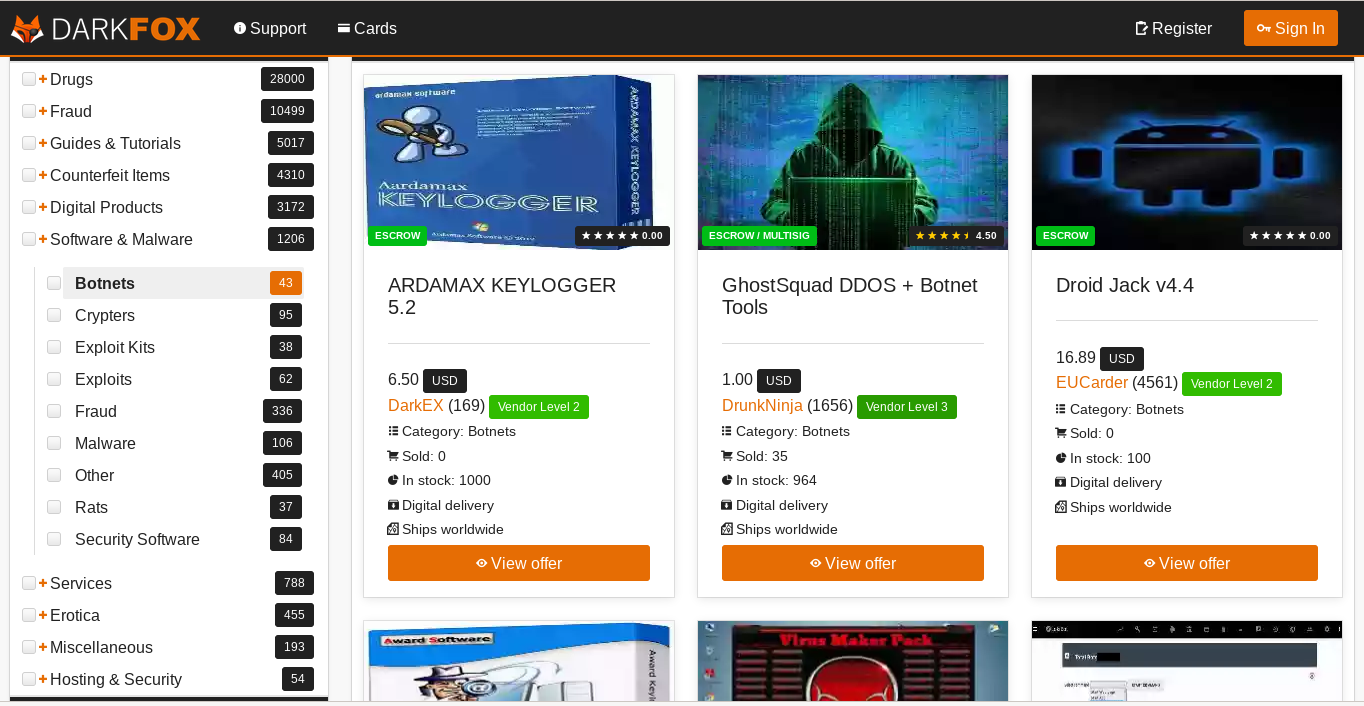 DARKFOX
Support
Cards
Register
Sign In
Drugs 28000
Fraud 10499
Guides & Tutorials 5017
Counterfeit Items 4310
Digital Products 3172
Software & Malware 1206
Botnets 43
Crypters 95
Exploit Kits 38
Exploits 62
Fraud 336
Malware 106
Other 405
Rats 37
Security Software 84
Services 788
Erotica 455
Miscellaneous 193
Hosting & Security 54
ardamax software
ARDAMAX KEYLOGGER
Aardamax
KEYLOGGER
ESCROW
0.00
ARDAMAX KEYLOGGER
5.2
6.50 USD
DarkEX (169) Vendor Level 2
Category: Botnets
Sold: 0
In stock: 1000
Digital delivery
Ships worldwide
View offer
ESCROW / MULTISIG
4.50
GhostSquad DDOS + Botnet
Tools
1.00 USD
DrunkNinja (1656) Vendor Level 3
Category: Botnets
Sold: 35
In stock: 964
Digital delivery
Ships worldwide
View offer
ESCROW
0.00
Droid Jack v4.4
16.89 USD
EUCarder (4561) Vendor Level 2
Category: Botnets
Sold: 0
In stock: 100
Digital delivery
Ships worldwide
View offer
Award Software
Award Keylo
Virus Maker Pack